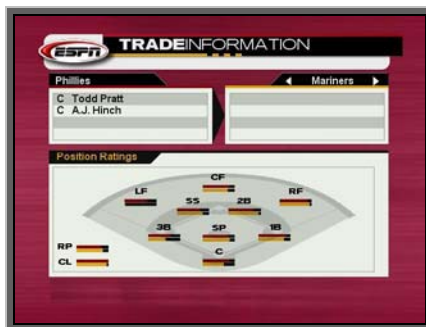 ESPN
TRADEINFORMATION
Phillies
Mariners
C Todd Pratt
C A.J. Hinch
Position Ratings
CF
LF
RF
SS
2B
3B
SP
1B
RP
CL
C